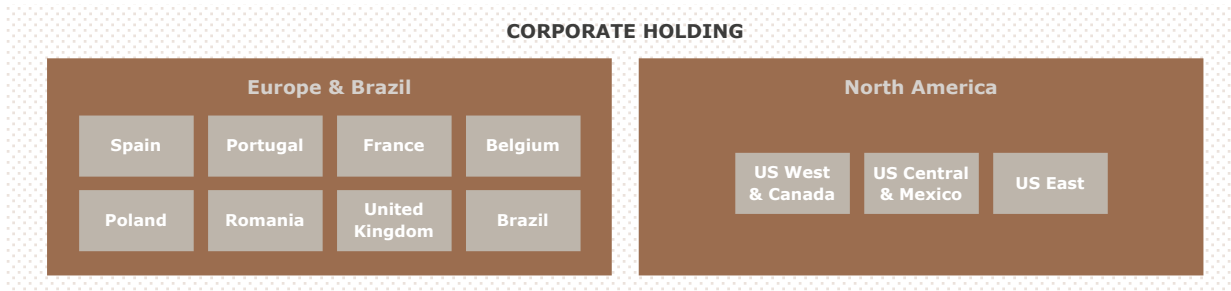 CORPORATE HOLDING
Europe & Brazil
Spain
Portugal
France
Belgium
Poland
Romania
United
Kingdom
Brazil
North America
US West
& Canada
US Central
& Mexico
US East